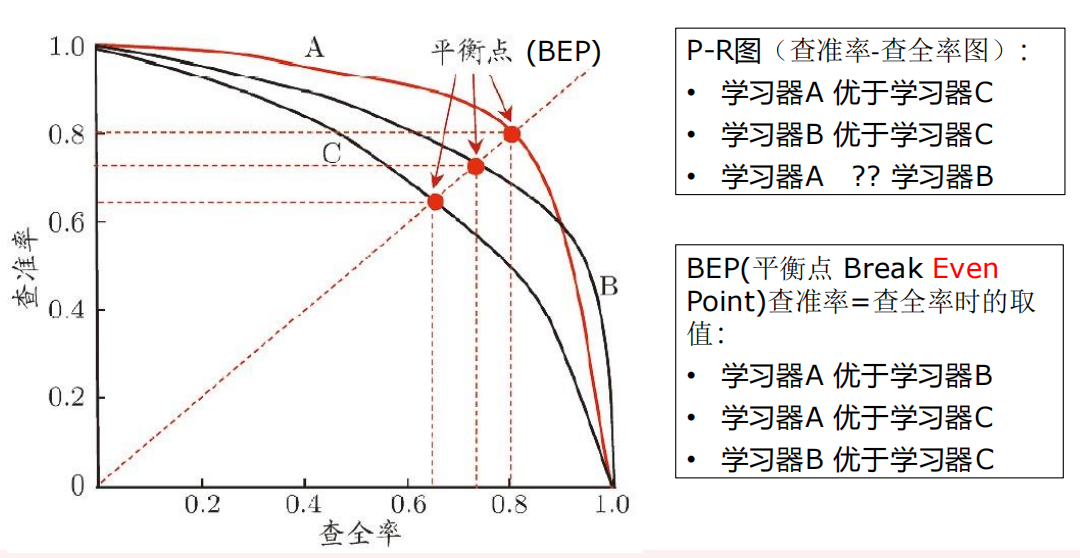 1.0
0.8
0.6
0.4
0.2
0
查准率
A
平衡点 (BEP)
C
B
0.2
0.4
0.6
0.8
1.0
查全率
P-R图（查准率-查全率图）:
• 学习器A 优于学习器C
• 学习器B 优于学习器C
• 学习器A ?? 学习器B
BEP(平衡点 Break Even
Point)查准率=查全率时的取
值:
• 学习器A 优于学习器B
• 学习器A 优于学习器C
• 学习器B 优于学习器C